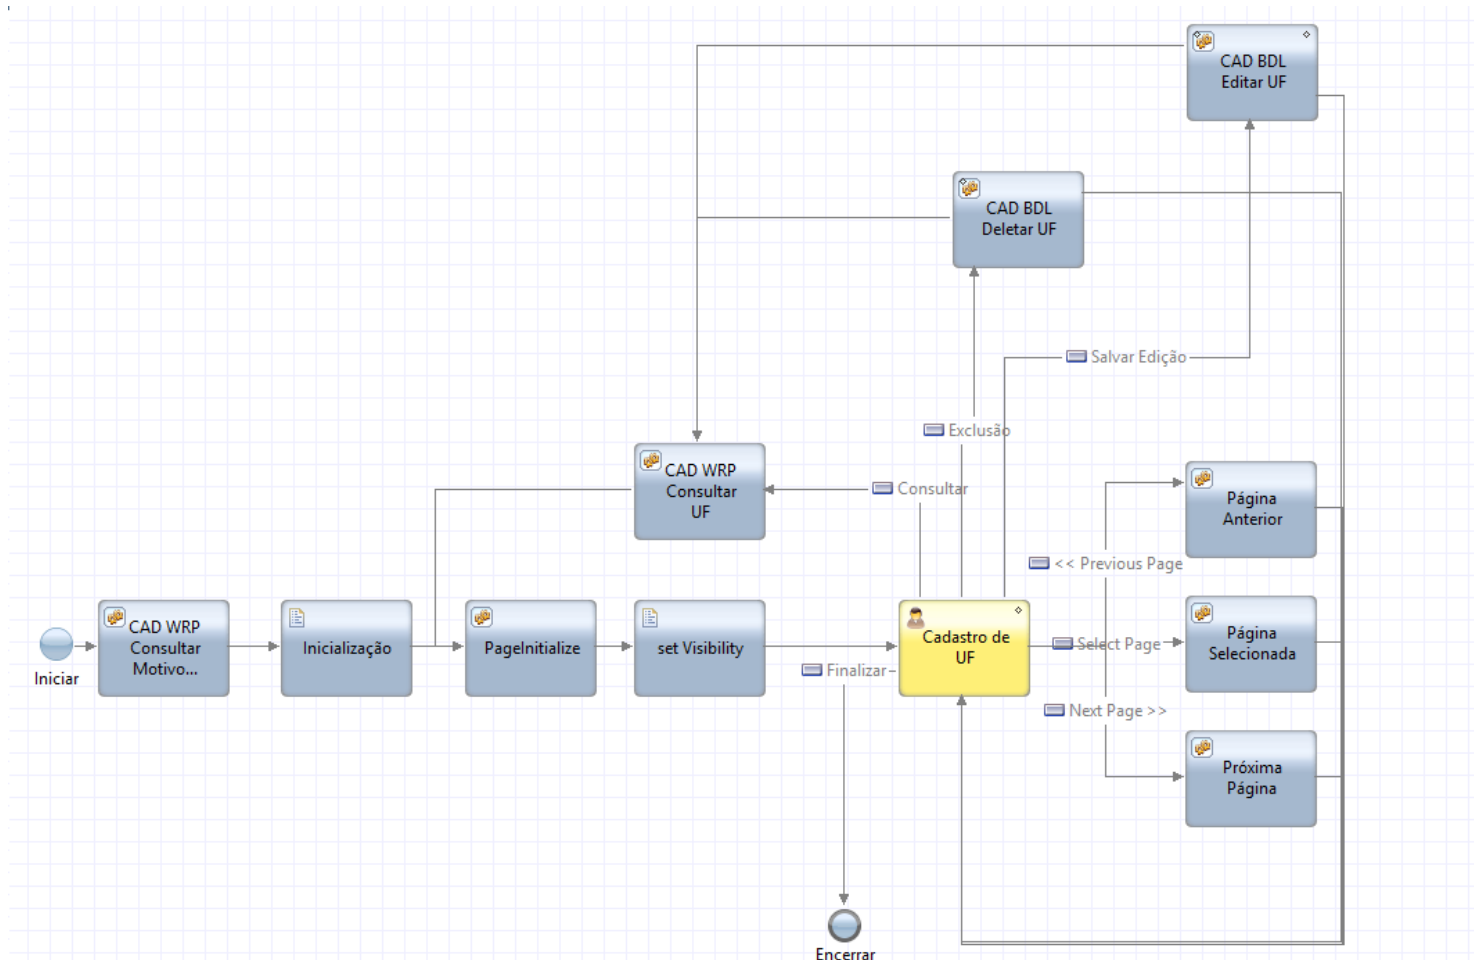 CAD BDL
Editar UF
CAD BDL
Deletar UF
Salvar Edição
Exclusão
CAD WRP
Consultar
UF
Consultar
Página
Anterior
<< Previous Page
Iniciar
CAD WRP
Consultar
Motivo...
Inicialização
PageInitialize
set Visibility
Finalizar
Cadastro de
UF
Select Page
Página
Selecionada
Next Page >>
Próxima
Página
Encerrar